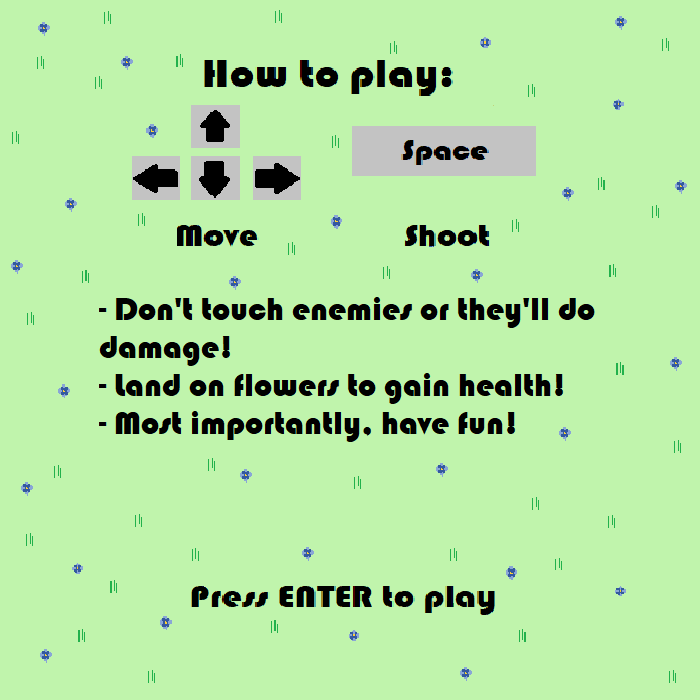 How to play:
Space
Move
Shoot
- Don't touch enemies or they'll do
damage!
- Land on flowers to gain health!
- Most importantly, have fun!
Press ENTER to play